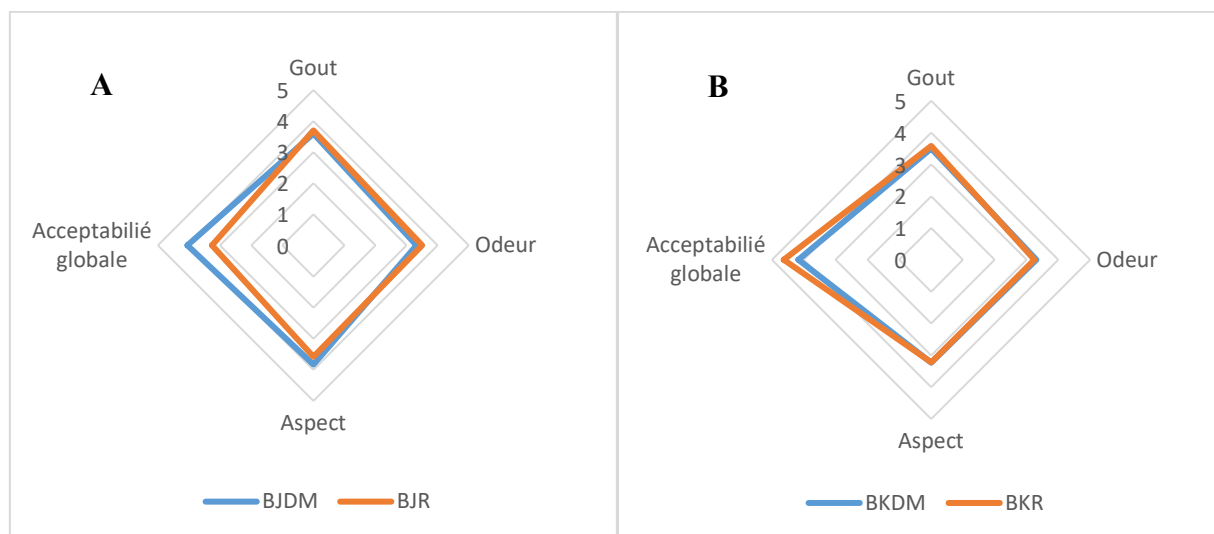 A
Gout
5
4
3
2
1
0
Acceptabilié
globale
Odeur
Aspect
BJDM
BJR
B
Gout
5
4
3
2
1
0
Acceptabilié
globale
Odeur
Aspect
BKDM
BKR